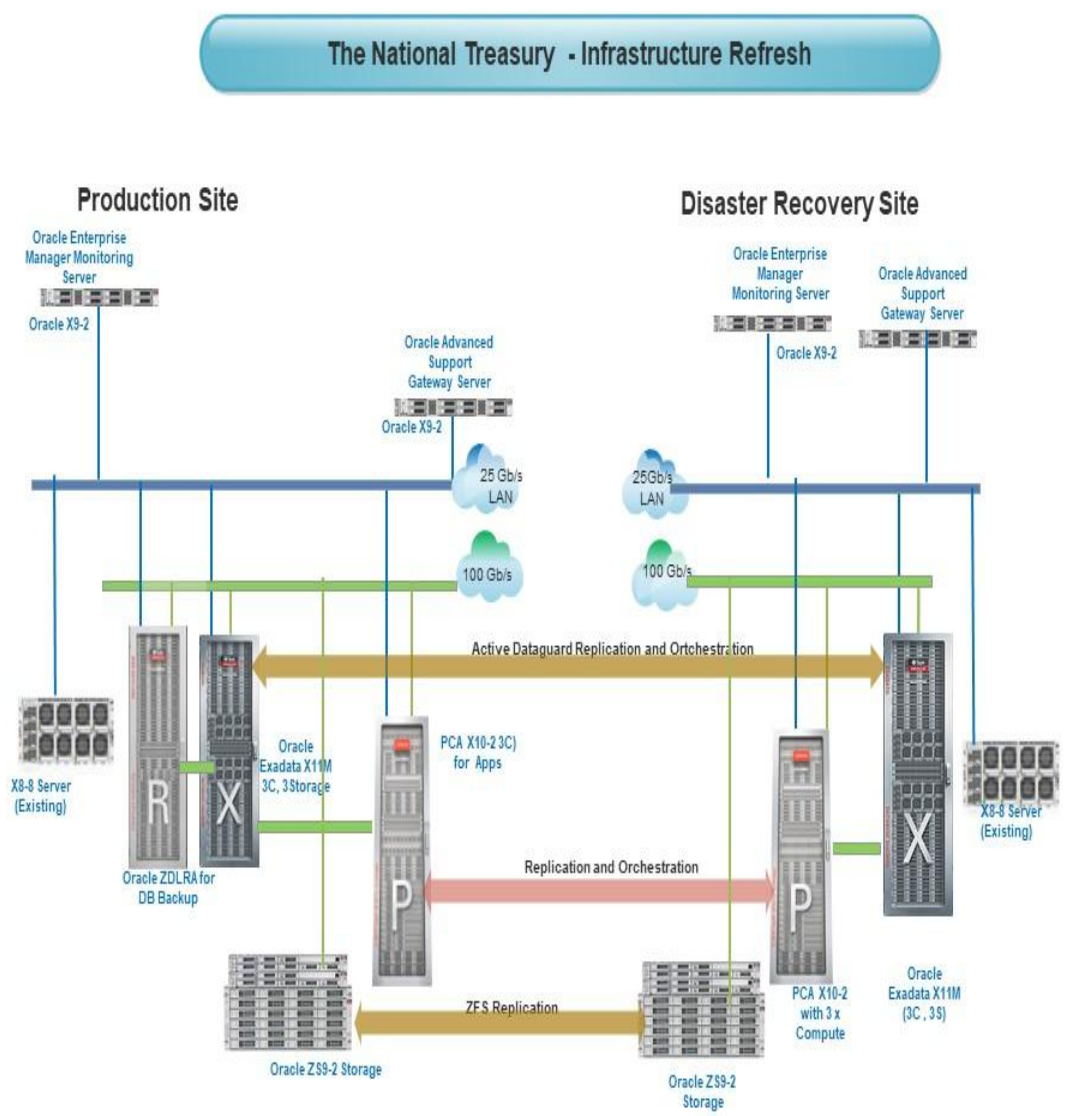 The National Treasury - Infrastructure Refresh
Production Site
Disaster Recovery Site
Oracle Enterprise
Manager Monitoring
Server
Oracle X9-2
Oracle Advanced
Support
Gateway Server
Oracle X9-2
Oracle Enterprise
Manager
Monitoring Server
Oracle X9-2
Oracle Advanced
Support
Gateway Server
25 Gb/s
LAN
25Gb/s
LAN
100 Gb/s
100 Gb/s
Active Dataguard Replication and Ortchestration
X8-8 Server
(Existing)
R
X
Oracle
Exadata X11M
3C, 3Storage
PCA X10-2 3C)
for Apps
Oracle ZDLRA for
DB Backup
P
Replication and Orchestration
P
X
X8-8 Server
(Existing)
PCA X10-2
with 3 x
Compute
Oracle
Exadata X11M
(3C , 3S)
ZFS Replication
Oracle ZS9-2 Storage
Oracle ZS9-2
Storage